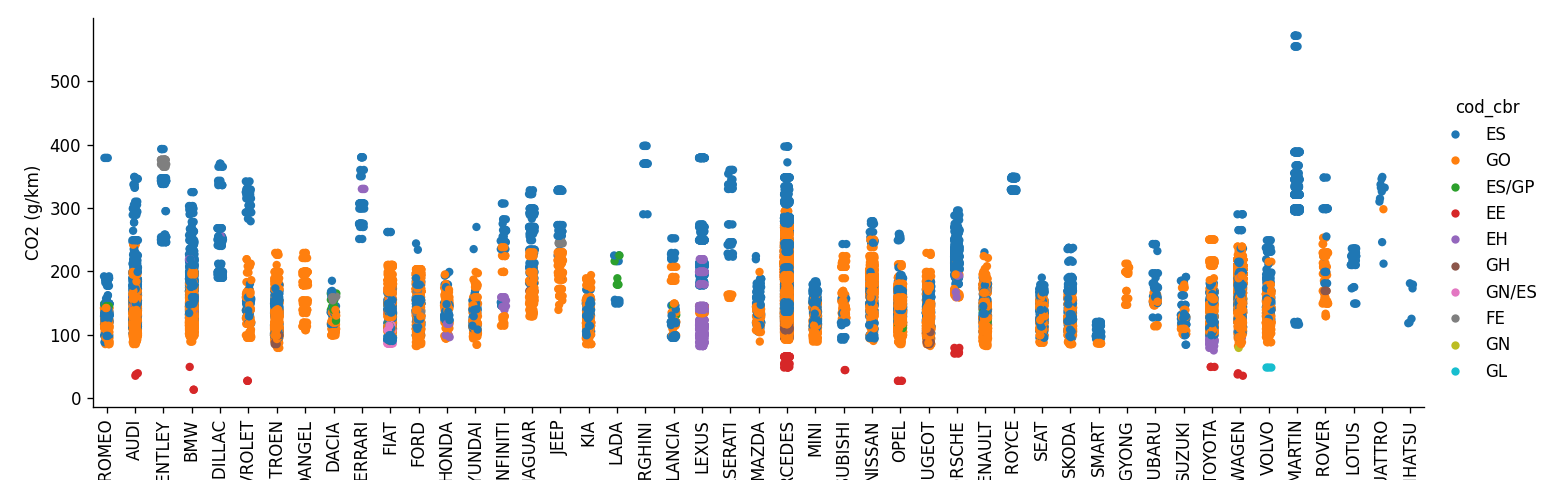 CO2 (g/km)
500
400
300
200
100
0
ROMEO
AUDI
ENTLEY
BMW
DILLAC
VROLET
TROEN
DANGEL
DACIA
ERRARI
FIAT
FORD
HONDA
YUNDAI
NFINITI
AGUAR
JEEP
KIA
LADA
RGHINI
LANCIA
LEXUS
SERATI
MAZDA
RCEDES
MINI
UBISHI
NISSAN
OPEL
UGEOT
RSCHE
ENAULT
ROYCE
SEAT
SKODA
SMART
GYONG
UBARU
SUZUKI
TOYOTA
WAGEN
VOLVO
MARTIN
ROVER
LOTUS
UATTRO
HATSU
cod_cbr
ES
GO
ES/GP
EE
EH
GH
GN/ES
FE
GN
GL